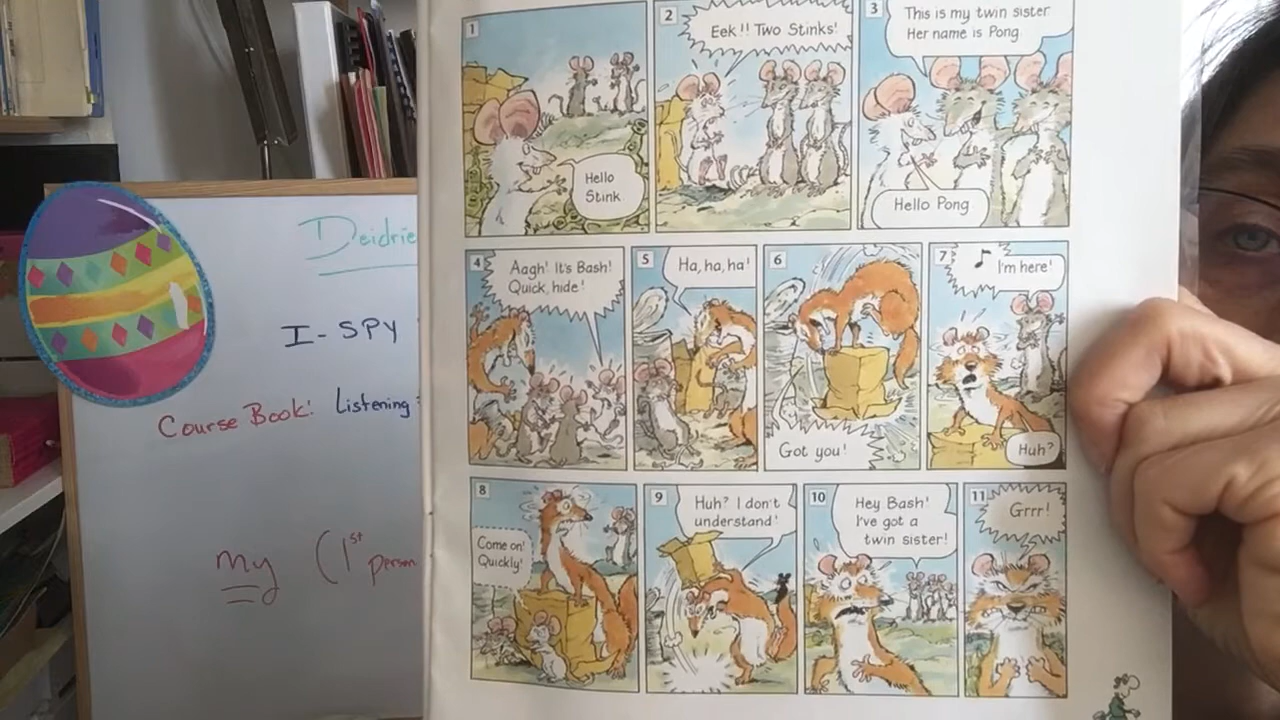 Deidrie
I-SPY
Course Book: Listening
My (1st person
1
Hello
Stink
2
Eek!! Two Stinks!
3
This is my twin sister
Her name is Pong
Hello Pong
4
Aagh! It's Bash!
Quick, hide!
5
Ha, ha, ha!
6
Got you!
7
I'm here!
Huh?
8
Come on!
Quickly!
9
Huh? I don't
understand!
10
Hey Bash!
I've got a
twin sister!
11
Grrr!